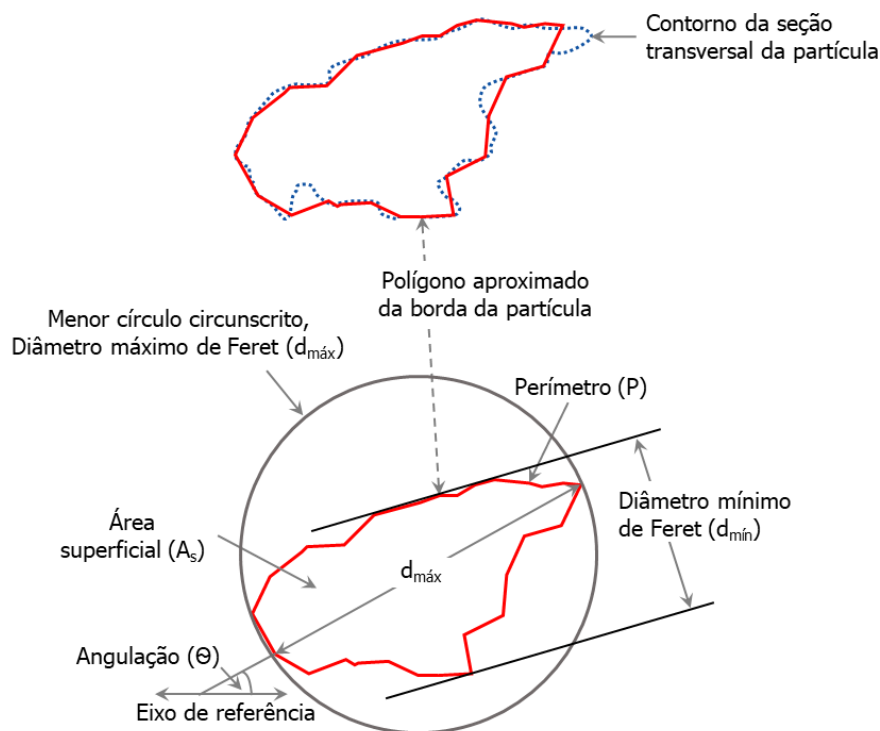 Contorno da seção
transversal da partícula
Polígono aproximado
da borda da partícula
Menor círculo circunscrito,
Diâmetro máximo de Feret (dmáx)
Perímetro (P)
Diâmetro mínimo
de Feret (dmín)
Área
superficial (As)
dmáx
Angulação (Θ)
Eixo de referência